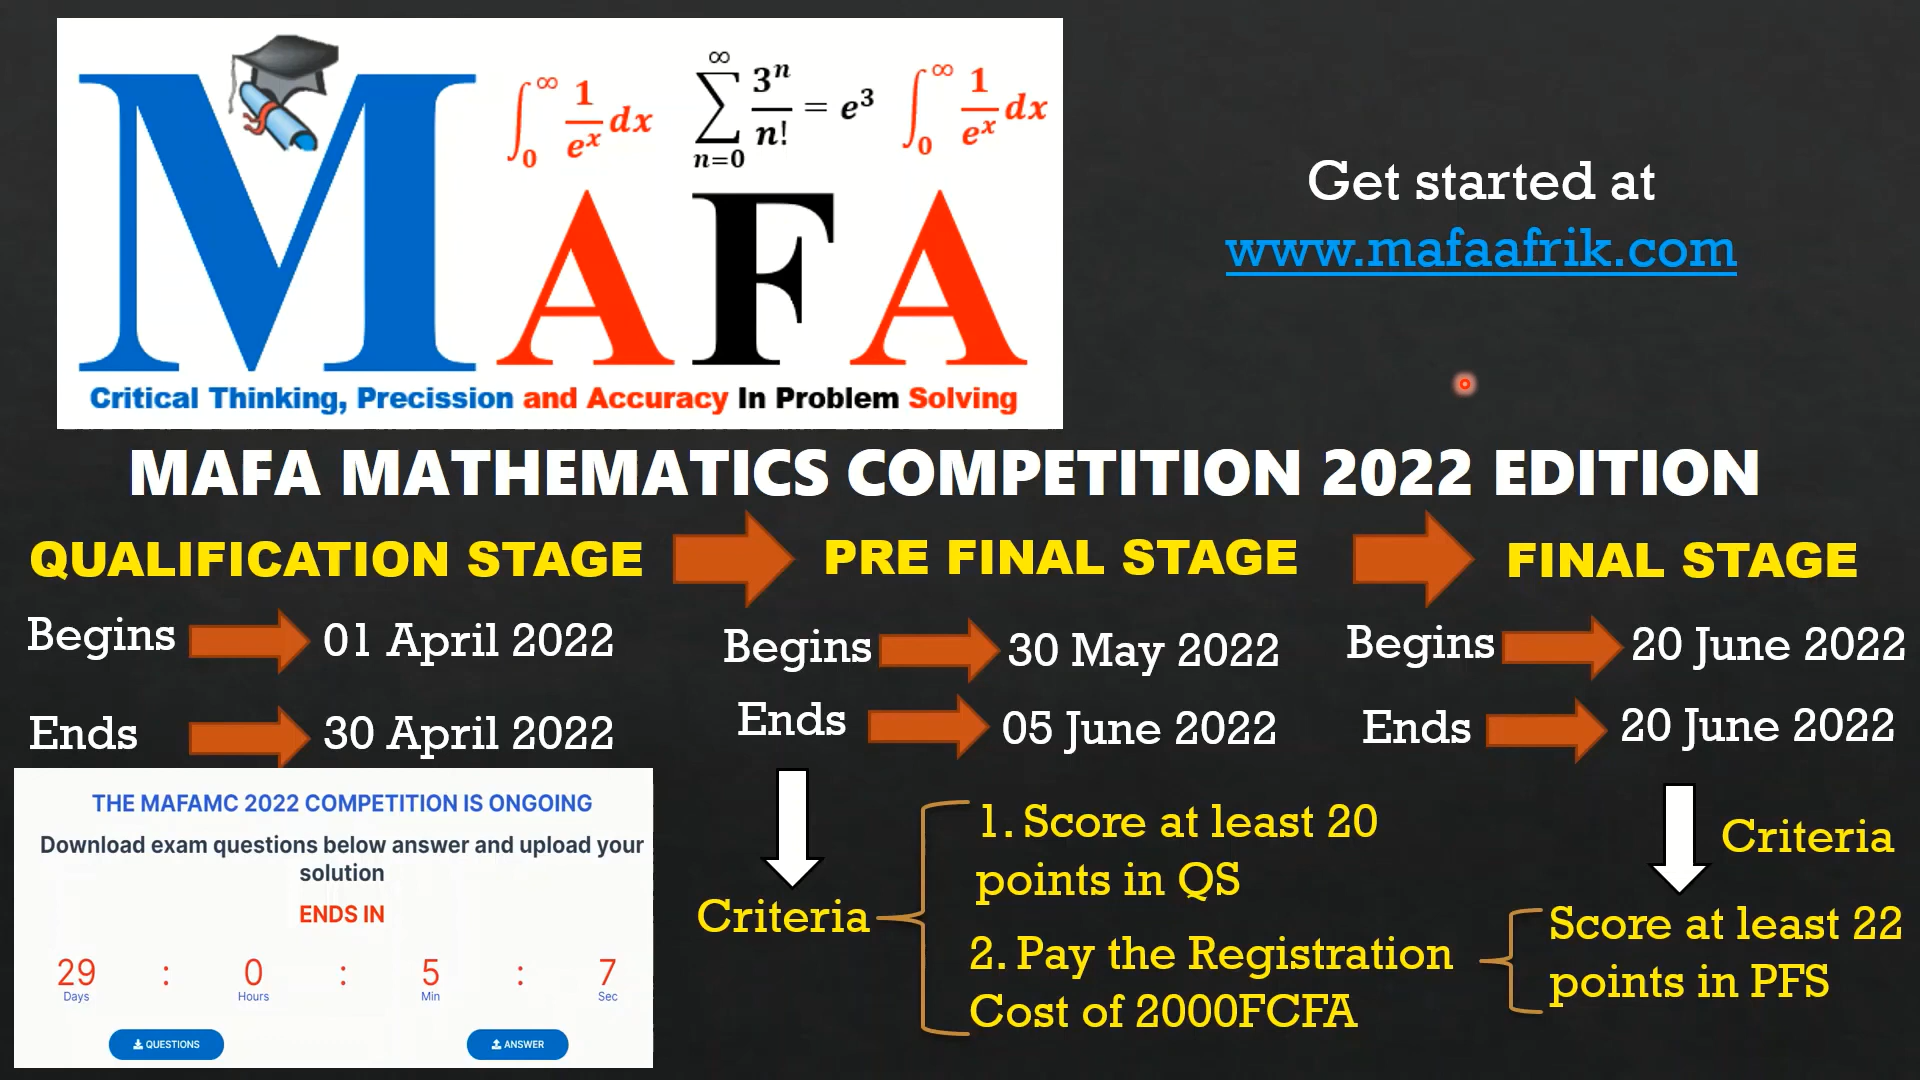 ∫₀^∞ 1/eˣ dx
∑_{n=0}^∞ 3ⁿ/n! = e³
∫₀^∞ 1/eˣ dx
MAFA
Critical Thinking, Precission and Accuracy In Problem Solving
Get started at
www.mafaafrik.com
MAFA MATHEMATICS COMPETITION 2022 EDITION
QUALIFICATION STAGE
Begins 01 April 2022
Ends 30 April 2022
THE MAFAMC 2022 COMPETITION IS ONGOING
Download exam questions below answer and upload your
solution
ENDS IN
29 : 0 : 5 : 7
Days Hours Min Sec
QUESTIONS ANSWER
PRE FINAL STAGE
Begins 30 May 2022
Ends 05 June 2022
Criteria
1. Score at least 20
points in QS
2. Pay the Registration
Cost of 2000FCFA
FINAL STAGE
Begins 20 June 2022
Ends 20 June 2022
Criteria
Score at least 22
points in PFS